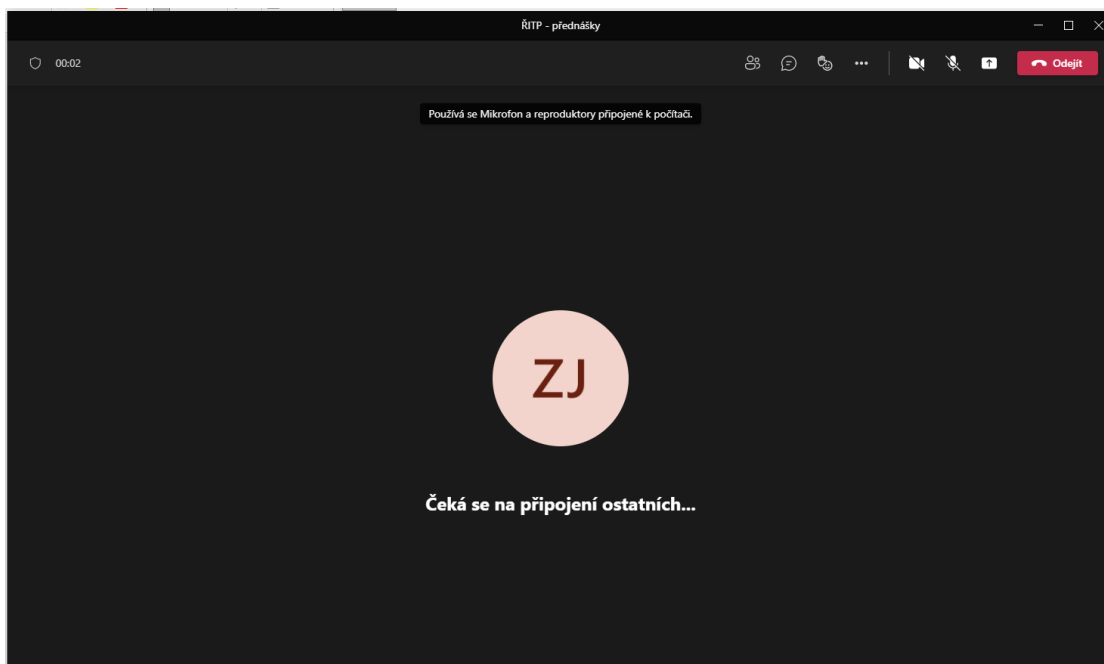 ŘITP - přednášky
00:02
Odejít
Používá se Mikrofon a reproduktory připojené k počítači.
ZJ
Čeká se na připojení ostatních...